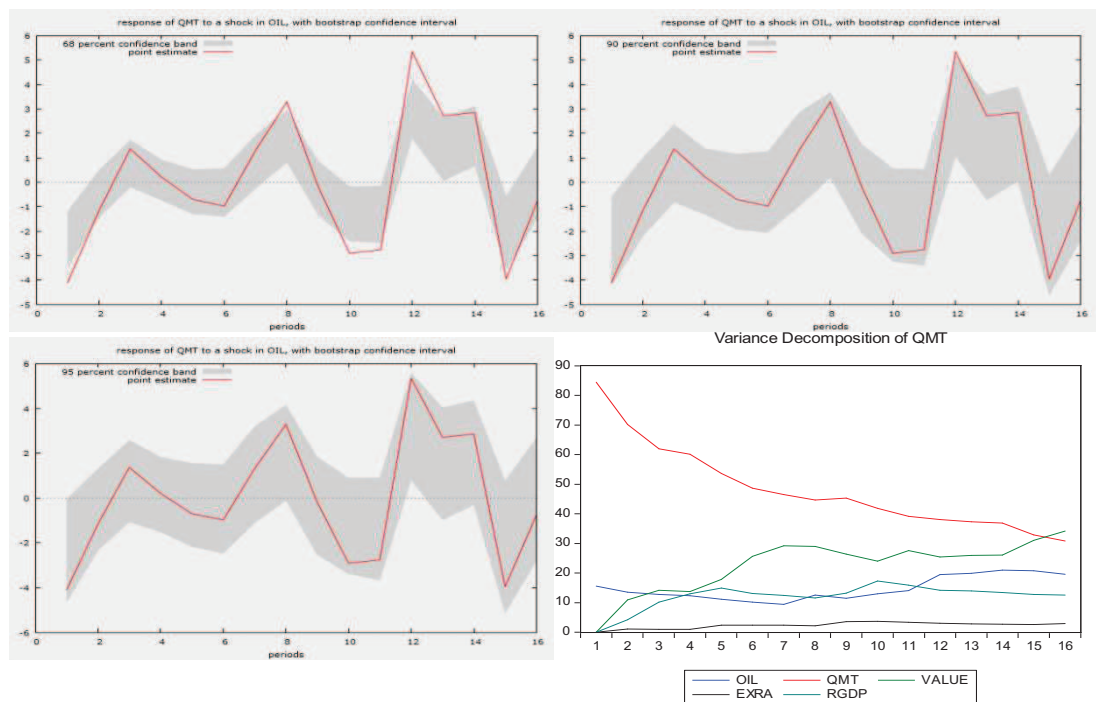 response of QMT to a shock in OIL, with bootstrap confidence interval
68 percent confidence band
point estimate
6
5
4
3
2
1
0
-1
-2
-3
-4
-5
0 2 4 6 8 10 12 14 16
periods
response of QMT to a shock in OIL, with bootstrap confidence interval
90 percent confidence band
point estimate
6
5
4
3
2
1
0
-1
-2
-3
-4
-5
0 2 4 6 8 10 12 14 16
periods
response of QMT to a shock in OIL, with bootstrap confidence interval
95 percent confidence band
point estimate
6
4
2
0
-2
-4
-6
0 2 4 6 8 10 12 14 16
periods
Variance Decomposition of QMT
90
80
70
60
50
40
30
20
10
0
1 2 3 4 5 6 7 8 9 10 11 12 13 14 15 16
OIL QMT VALUE
EXRA RGDP